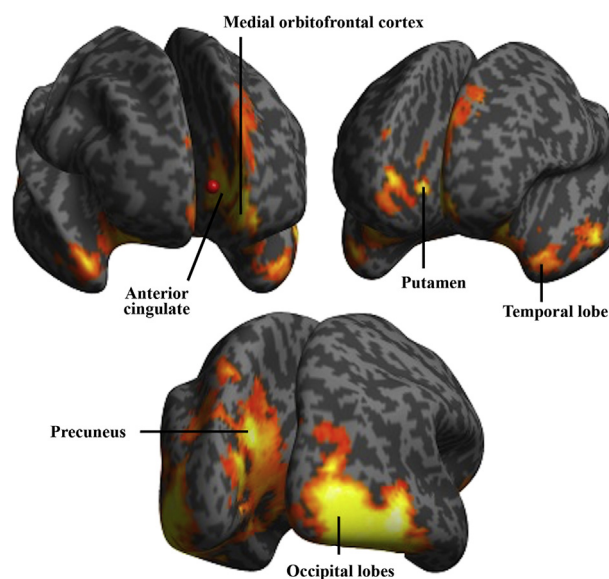 Medial orbitofrontal cortex
Anterior
cingulate
Putamen
Temporal lobe
Precuneus
Occipital lobes